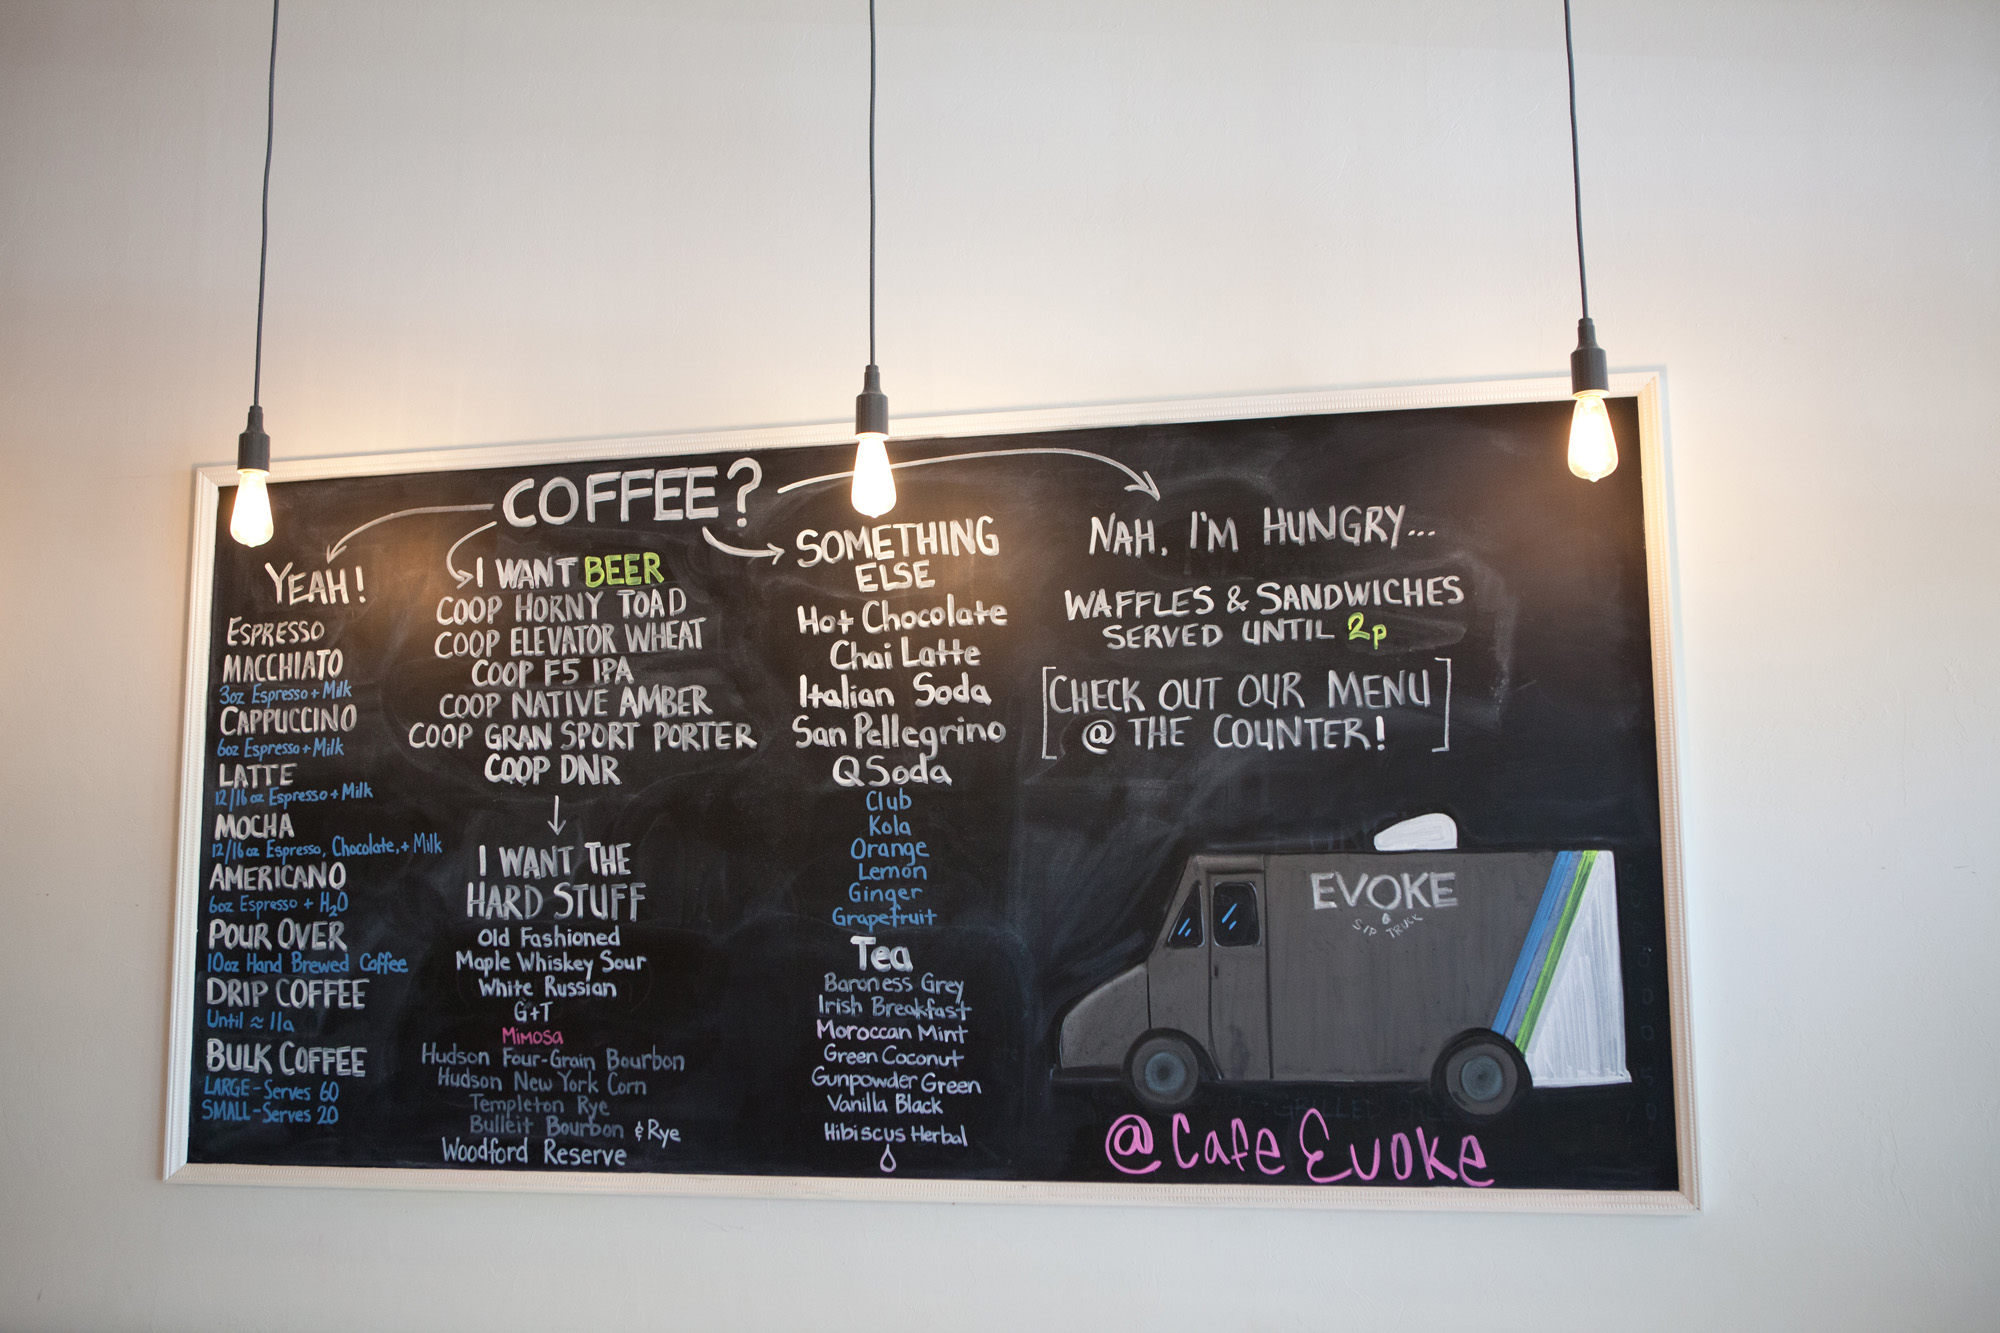 COFFEE?
YEAH!
ESPRESSO
MACCHIATO
3oz Espresso + Milk
CAPPUCCINO
6oz Espresso + Milk
LATTE
12/16 oz Espresso + Milk
MOCHA
12/16 oz Espresso, Chocolate, + Milk
AMERICANO
6oz Espresso + H₂O
POUR OVER
10oz Hand Brewed Coffee
DRIP COFFEE
Until ≈ 11a
BULK COFFEE
LARGE - Serves 60
SMALL - Serves 20
I WANT BEER
COOP HORNY TOAD
COOP ELEVATOR WHEAT
COOP F5 IPA
COOP NATIVE AMBER
COOP GRAN SPORT PORTER
COOP DNR
I WANT THE
HARD STUFF
Old Fashioned
Maple Whiskey Sour
White Russian
G+T
Mimosa
Hudson Four-Grain Bourbon
Hudson New York Corn
Templeton Rye
Bulleit Bourbon & Rye
Woodford Reserve
SOMETHING
ELSE
Hot Chocolate
Chai Latte
Italian Soda
San Pellegrino
Q Soda
Club
Kola
Orange
Lemon
Ginger
Grapefruit
Tea
Baroness Grey
Irish Breakfast
Moroccan Mint
Green Coconut
Gunpowder Green
Vanilla Black
Hibiscus Herbal
NAH, I'M HUNGRY...
WAFFLES & SANDWICHES
SERVED UNTIL 2p
[CHECK OUT OUR MENU
@ THE COUNTER!]
EVOKE
SIP TRUCK
@CafeEvoke